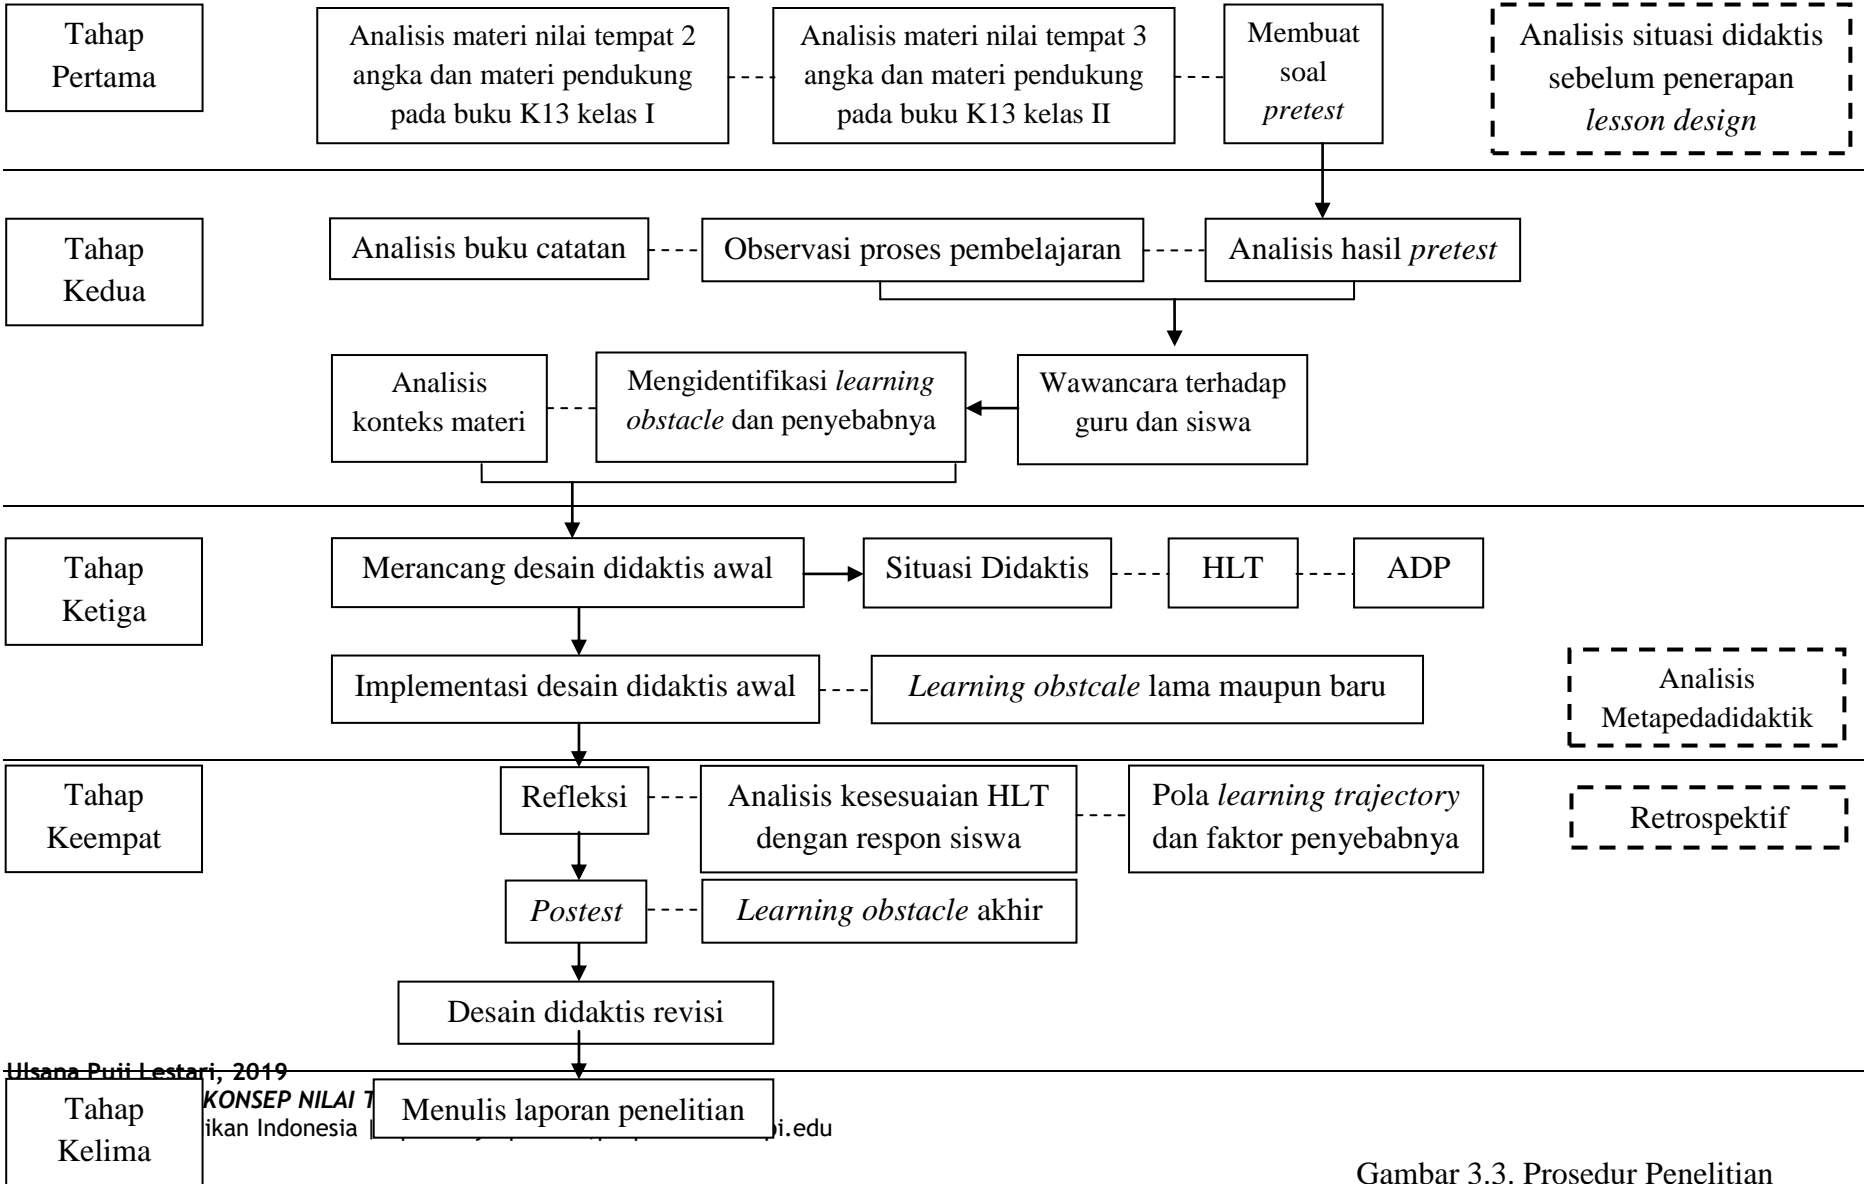 Tahap
Pertama
Analisis materi nilai tempat 2
angka dan materi pendukung
pada buku K13 kelas I
Analisis materi nilai tempat 3
angka dan materi pendukung
pada buku K13 kelas II
Membuat
soal
pretest
Analisis situasi didaktis
sebelum penerapan
lesson design
Tahap
Kedua
Analisis buku catatan
Observasi proses pembelajaran
Analisis hasil pretest
Analisis
konteks materi
Mengidentifikasi learning
obstacle dan penyebabnya
Wawancara terhadap
guru dan siswa
Tahap
Ketiga
Merancang desain didaktis awal
Situasi Didaktis
HLT
ADP
Implementasi desain didaktis awal
Learning obstcale lama maupun baru
Analisis
Metapedadidaktik
Tahap
Keempat
Refleksi
Analisis kesesuaian HLT
dengan respon siswa
Pola learning trajectory
dan faktor penyebabnya
Retrospektif
Postest
Learning obstacle akhir
Desain didaktis revisi
Ulsana Puji Lestari, 2019
KONSEP NILAI T
ikan Indonesia |
pi.edu
Tahap
Kelima
Menulis laporan penelitian
Gambar 3.3. Prosedur Penelitian